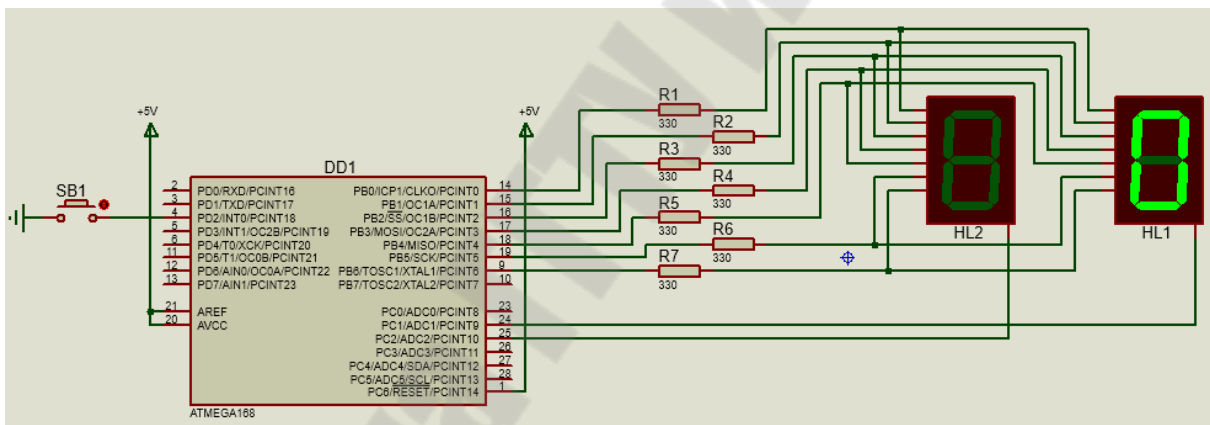 R1
330
R2
330
R3
330
R4
330
R5
330
R6
330
R7
330
+5V
+5V
SB1
DD1
2 PD0/RXD/PCINT16
3 PD1/TXD/PCINT17
4 PD2/INT0/PCINT18
5 PD3/INT1/OC2B/PCINT19
6 PD4/T0/XCK/PCINT20
11 PD5/T1/OC0B/PCINT21
12 PD6/AIN0/OC0A/PCINT22
13 PD7/AIN1/PCINT23
21 AREF
20 AVCC
PB0/ICP1/CLKO/PCINT0 14
PB1/OC1A/PCINT1 15
PB2/SS/OC1B/PCINT2 16
PB3/MOSI/OC2A/PCINT3 17
PB4/MISO/PCINT4 18
PB5/SCK/PCINT5 19
PB6/TOSC1/XTAL1/PCINT6 9
PB7/TOSC2/XTAL2/PCINT7 10
PC0/ADC0/PCINT8 23
PC1/ADC1/PCINT9 24
PC2/ADC2/PCINT10 25
PC3/ADC3/PCINT11 26
PC4/ADC4/SDA/PCINT12 27
PC5/ADC5/SCL/PCINT13 28
PC6/RESET/PCINT14 1
ATMEGA168
HL2
0
HL1